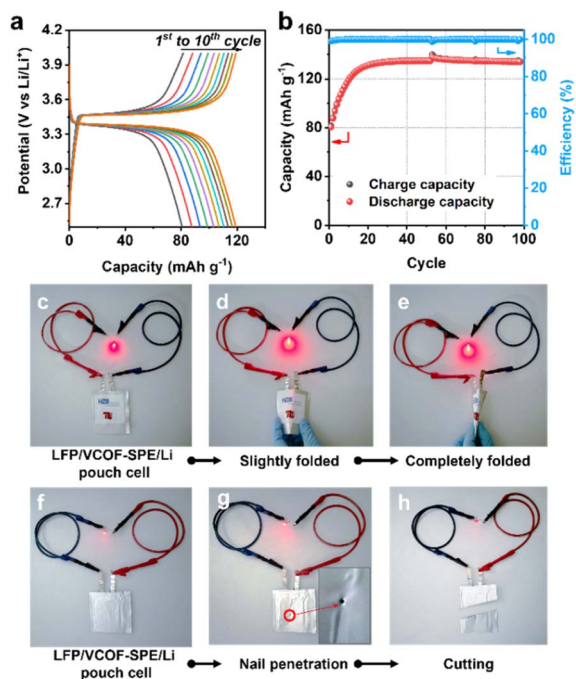 a
1st to 10th cycle
Potential (V vs Li/Li+)
4.2
3.9
3.6
3.3
3.0
2.7
0 40 80 120
Capacity (mAh g-1)
b
Capacity (mAh g-1)
160
120
80
40
0
100
80
60
40
20
0
Efficiency (%)
Charge capacity
Discharge capacity
0 20 40 60 80 100
Cycle
c
d
e
HZB
HZB
LFP/VCOF-SPE/Li
pouch cell
Slightly folded
Completely folded
f
g
h
LFP/VCOF-SPE/Li
pouch cell
Nail penetration
Cutting